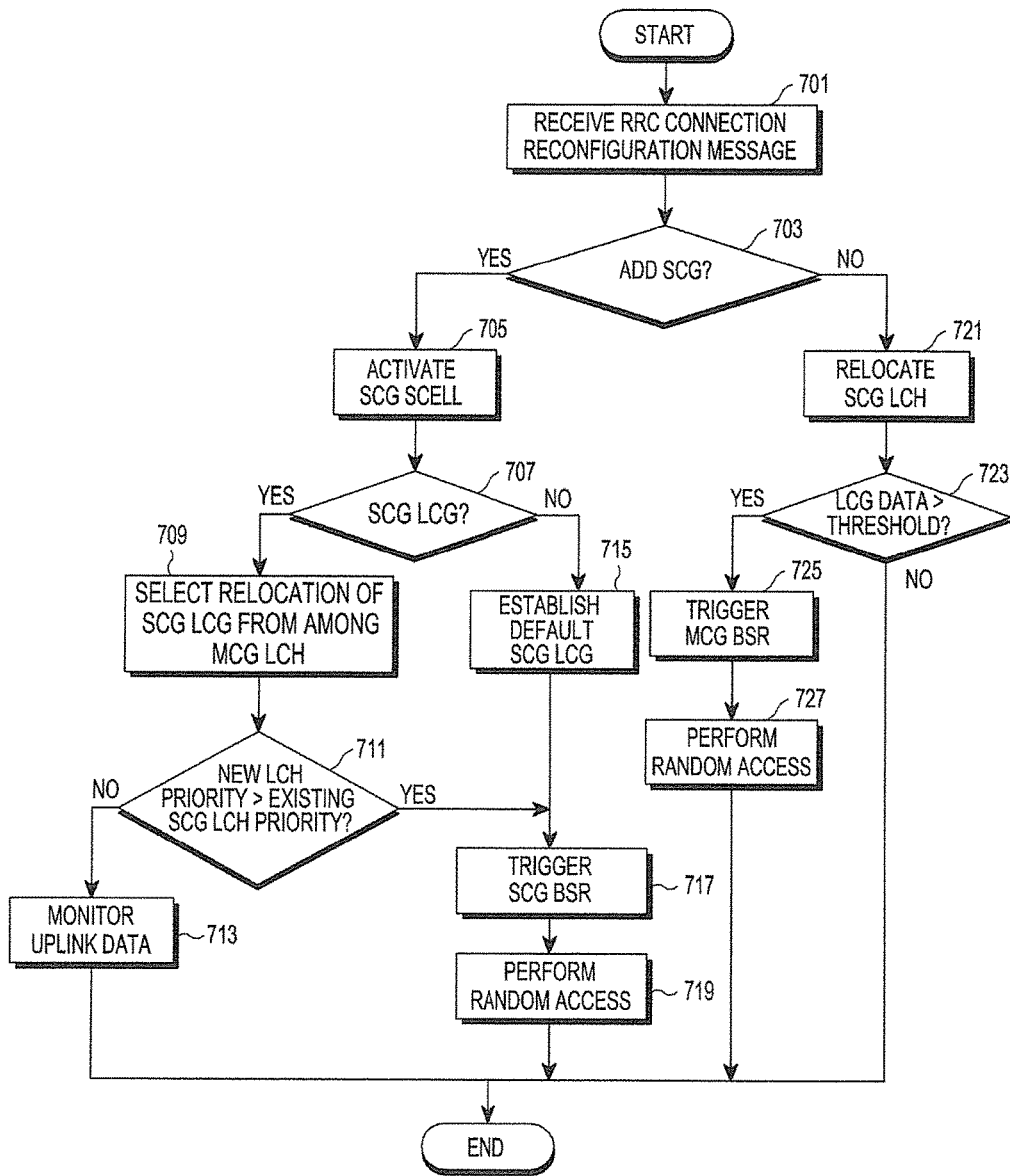 START
701
RECEIVE RRC CONNECTION
RECONFIGURATION MESSAGE
703
YES
ADD SCG?
NO
705
ACTIVATE
SCG SCELL
721
RELOCATE
SCG LCH
707
YES
SCG LCG?
NO
723
YES
LCG DATA >
THRESHOLD?
NO
709
SELECT RELOCATION OF
SCG LCG FROM AMONG
MCG LCH
715
ESTABLISH
DEFAULT
SCG LCG
725
TRIGGER
MCG BSR
727
PERFORM
RANDOM ACCESS
711
NO
NEW LCH
PRIORITY > EXISTING
SCG LCH PRIORITY?
YES
TRIGGER
SCG BSR
717
MONITOR
UPLINK DATA
713
PERFORM
RANDOM ACCESS
719
END